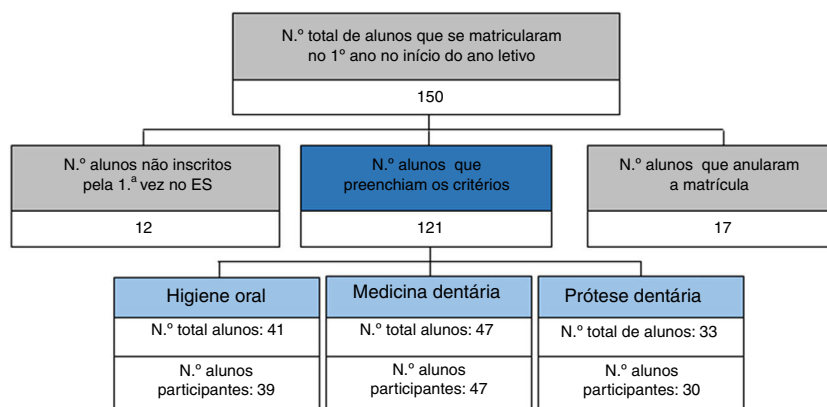 N.º total de alunos que se matricularam
no 1º ano no início do ano letivo
150
N.º alunos não inscritos
pela 1.ª vez no ES
12
N.º alunos que
preenchiam os critérios
121
N.º alunos que anularam
a matrícula
17
Higiene oral
N.º total alunos: 41
N.º alunos
participantes: 39
Medicina dentária
N.º total alunos: 47
N.º alunos
participantes: 47
Prótese dentária
N.º total de alunos: 33
N.º alunos
participantes: 30